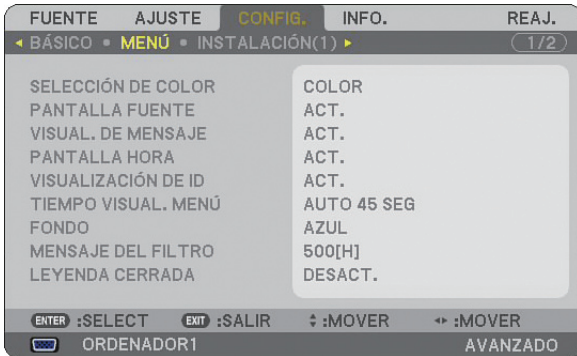 FUENTE AJUSTE CONFIG. INFO. REAJ.
BÁSICO • MENÚ • INSTALACIÓN(1) 1/2
SELECCIÓN DE COLOR COLOR
PANTALLA FUENTE ACT.
VISUAL. DE MENSAJE ACT.
PANTALLA HORA ACT.
VISUALIZACIÓN DE ID ACT.
TIEMPO VISUAL. MENÚ AUTO 45 SEG
FONDO AZUL
MENSAJE DEL FILTRO 500[H]
LEYENDA CERRADA DESACT.
ENTER :SELECT EXIT :SALIR :MOVER :MOVER
ORDENADOR1 AVANZADO